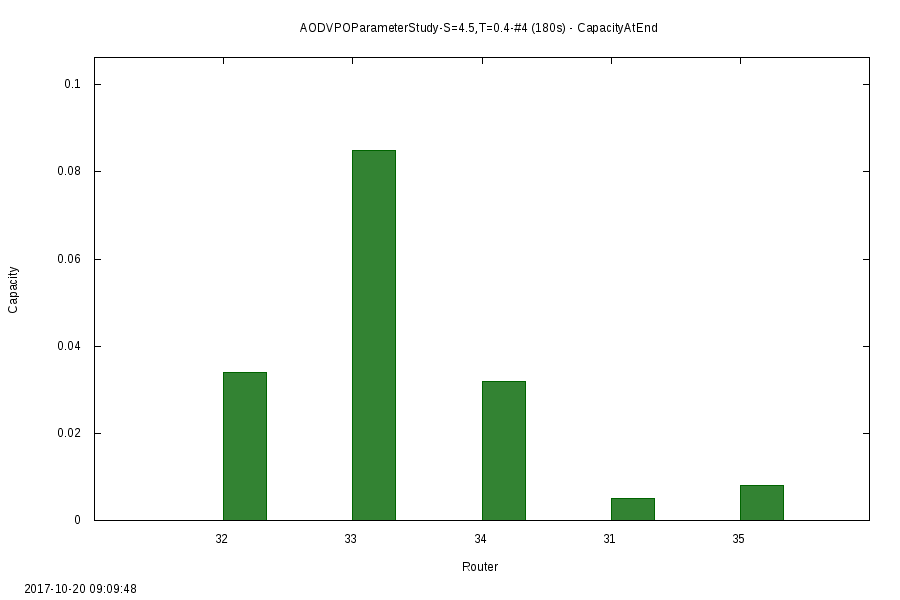 AODVPOParameterStudy-S=4.5,T=0.4-#4 (180s) - CapacityAtEnd
0.1
0.08
0.06
0.04
0.02
0
Capacity
32 33 34 31 35
Router
2017-10-20 09:09:48